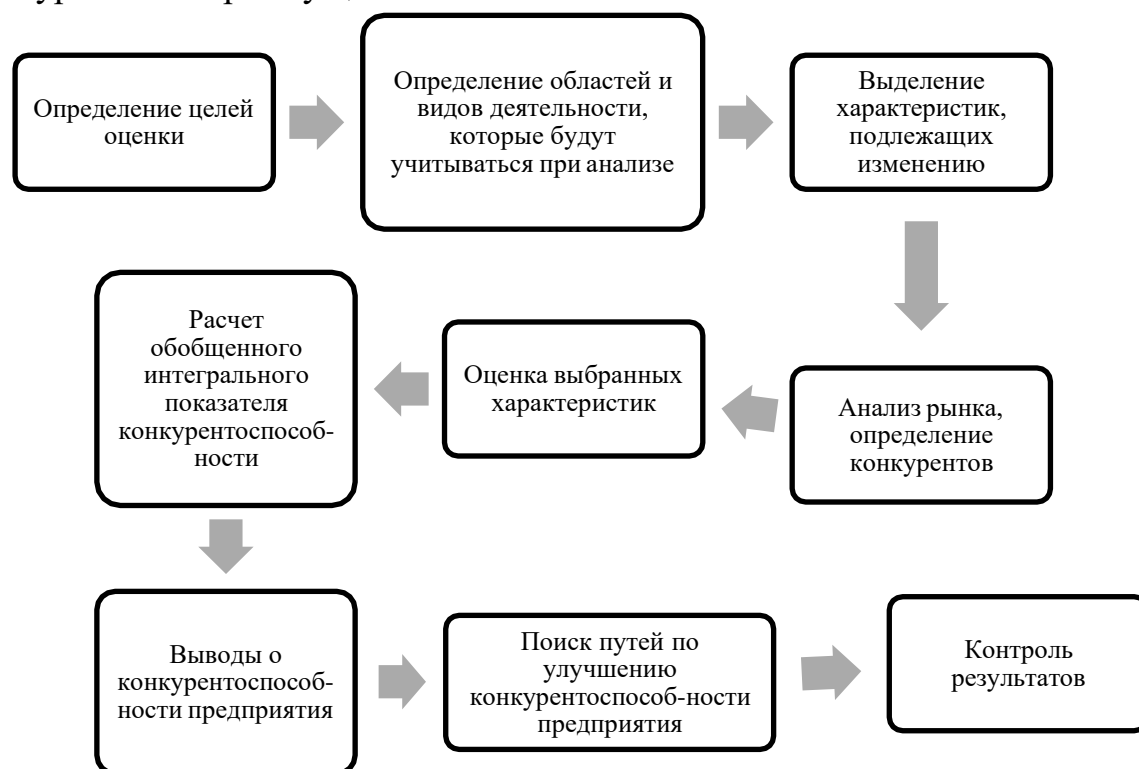 Определение целей
оценки
Определение областей и
видов деятельности,
которые будут
учитываться при анализе
Выделение
характеристик,
подлежащих
изменению
Анализ рынка,
определение
конкурентов
Оценка выбранных
характеристик
Расчет
обобщенного
интегрального
показателя
конкурентоспособ-
ности
Выводы о
конкурентоспособ-
ности предприятия
Поиск путей по
улучшению
конкурентоспособ-ности
предприятия
Контроль
результатов